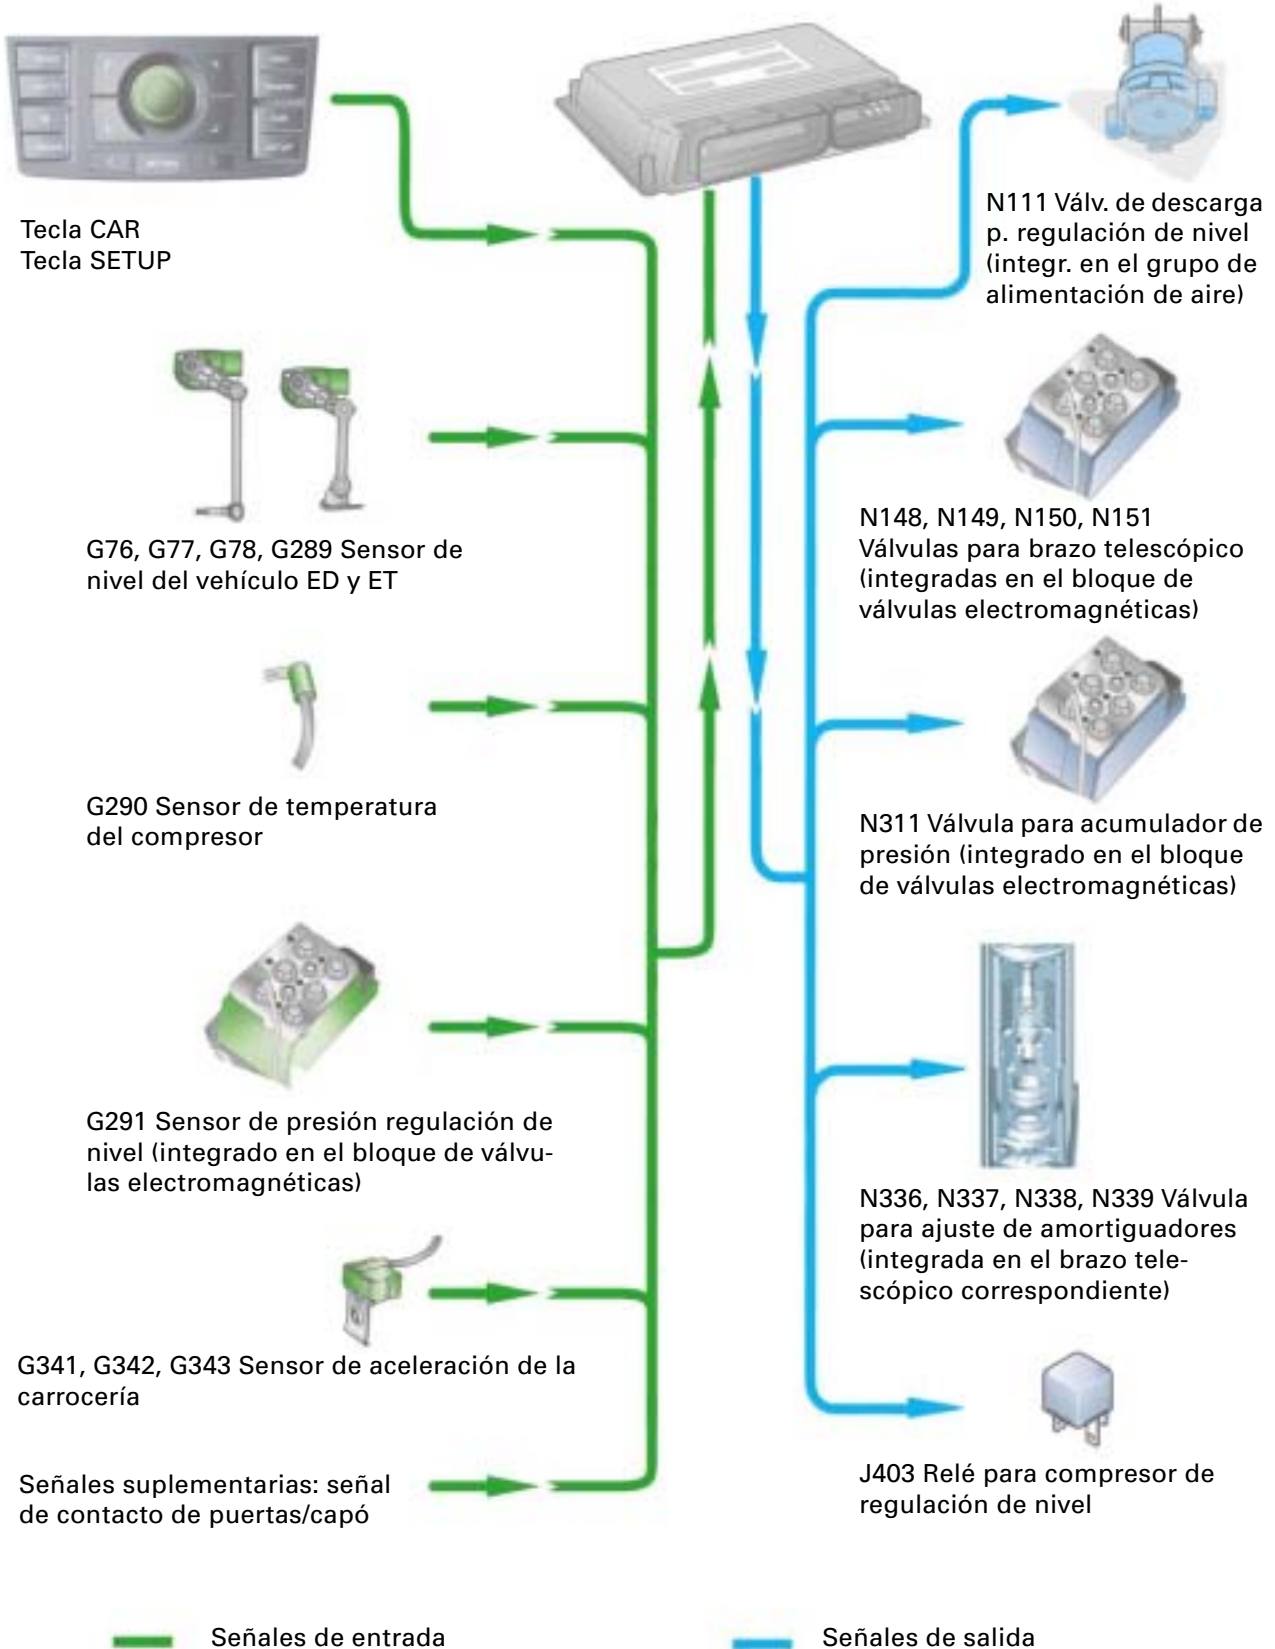 Tecla CAR
Tecla SETUP
G76, G77, G78, G289 Sensor de
nivel del vehículo ED y ET
G290 Sensor de temperatura
del compresor
G291 Sensor de presión regulación de
nivel (integrado en el bloque de válvu-
las electromagnéticas)
G341, G342, G343 Sensor de aceleración de la
carrocería
Señales suplementarias: señal
de contacto de puertas/capó
N111 Válv. de descarga
p. regulación de nivel
(integr. en el grupo de
alimentación de aire)
N148, N149, N150, N151
Válvulas para brazo telescópico
(integradas en el bloque de
válvulas electromagnéticas)
N311 Válvula para acumulador de
presión (integrado en el bloque
de válvulas electromagnéticas)
N336, N337, N338, N339 Válvula
para ajuste de amortiguadores
(integrada en el brazo tele-
scópico correspondiente)
J403 Relé para compresor de
regulación de nivel
Señales de entrada
Señales de salida